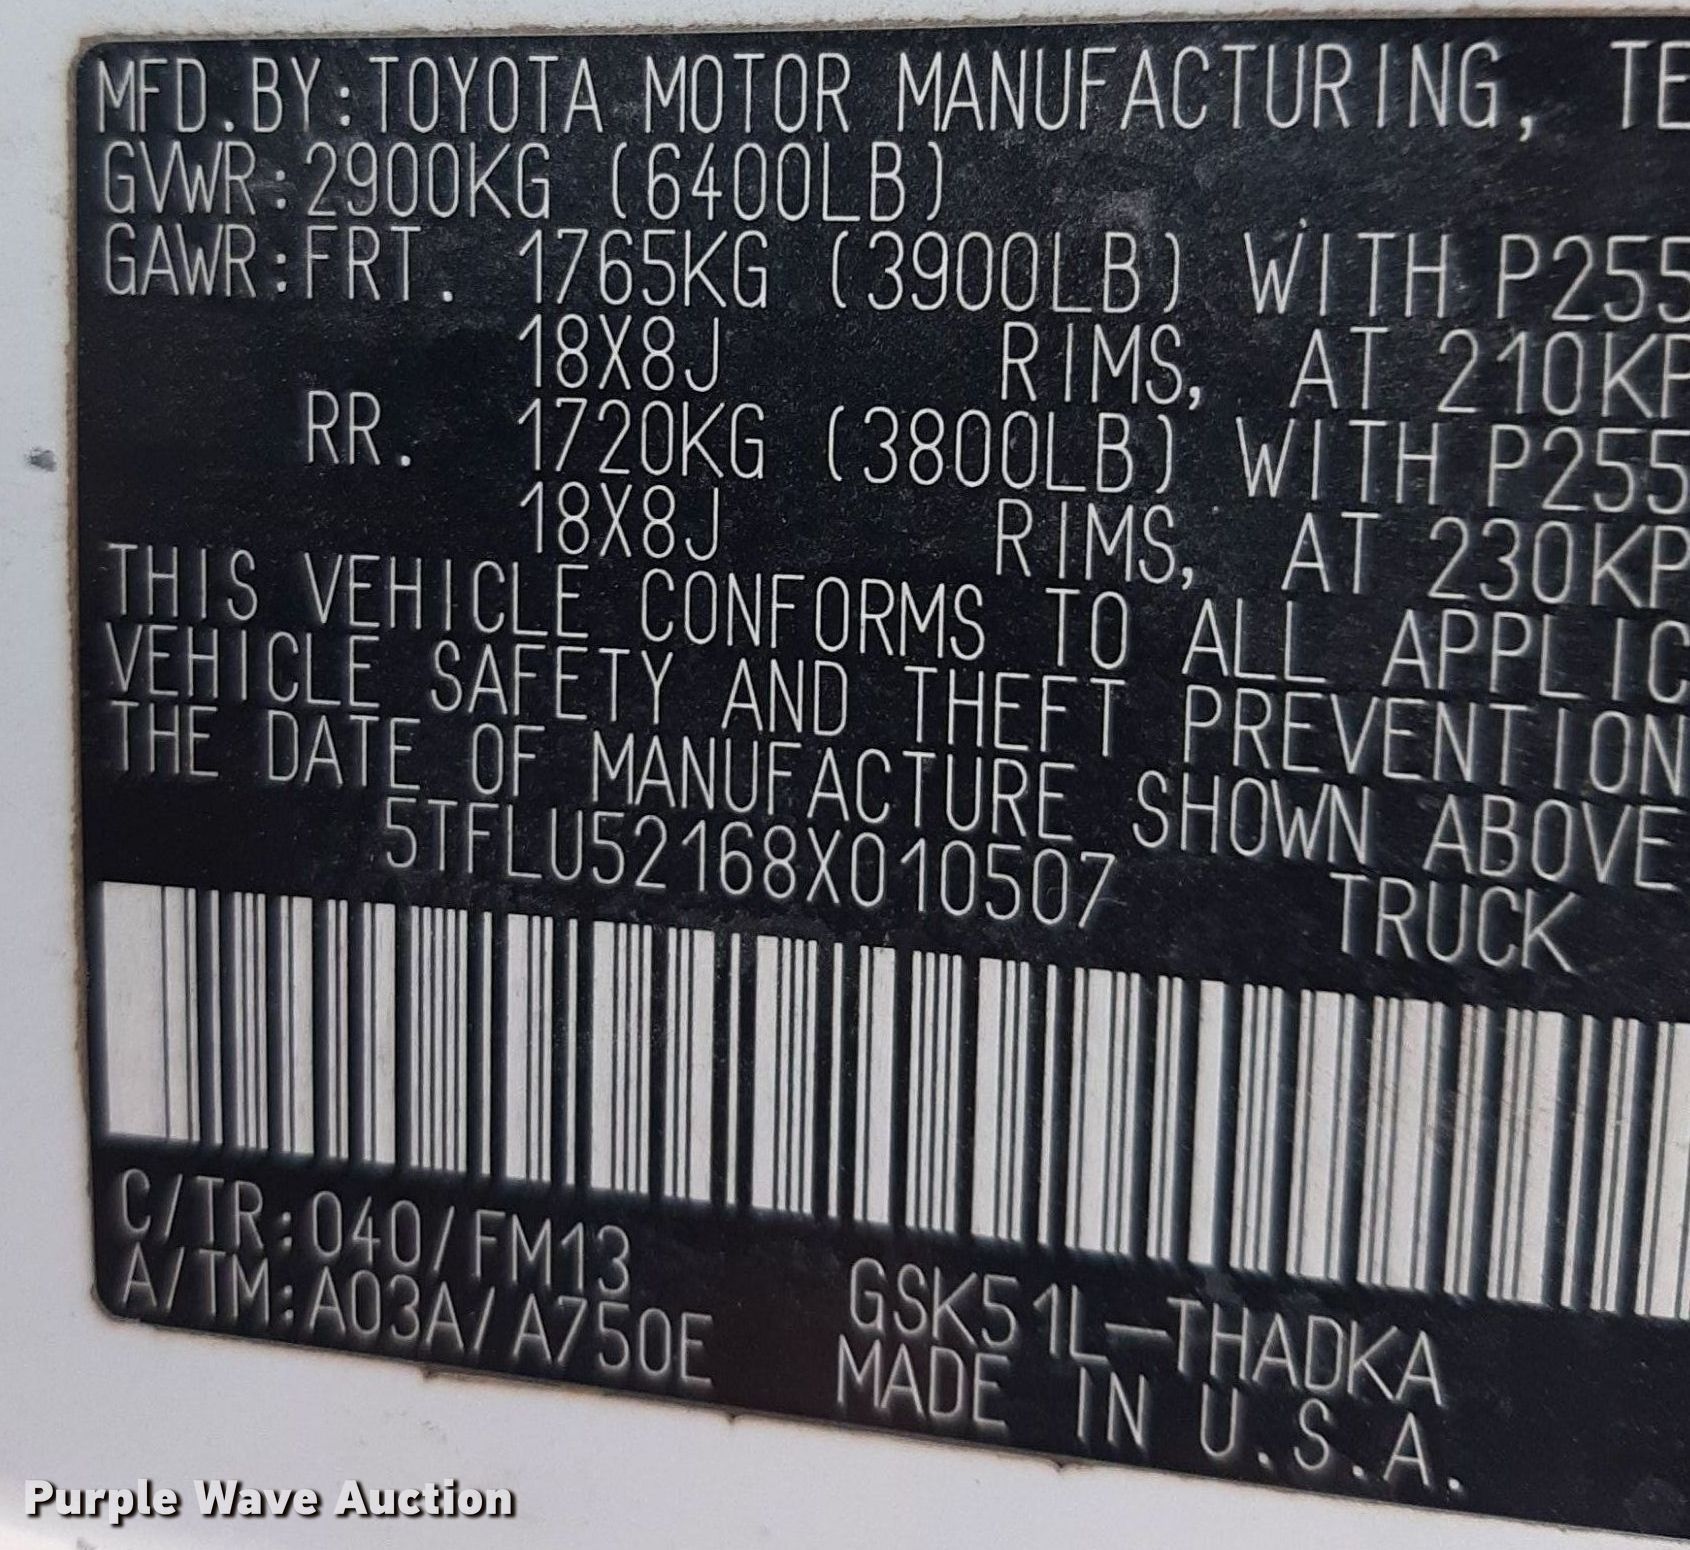 MFD.BY:TOYOTA MOTOR MANUFACTURING, TE
GVWR:2900KG (6400LB)
GAWR:FRT. 1765KG (3900LB) WITH P255
18X8J RIMS, AT 210KP
RR. 1720KG (3800LB) WITH P255
18X8J RIMS, AT 230KP
THIS VEHICLE CONFORMS TO ALL APPLIC
VEHICLE SAFETY AND THEFT PREVENTION
THE DATE OF MANUFACTURE SHOWN ABOVE
5TFLU52168X010507 TRUCK
C/TR:040/FM13
A/TM:A03A/A750E
GSK51L-THADKA
MADE IN U.S.A.
Purple Wave Auction